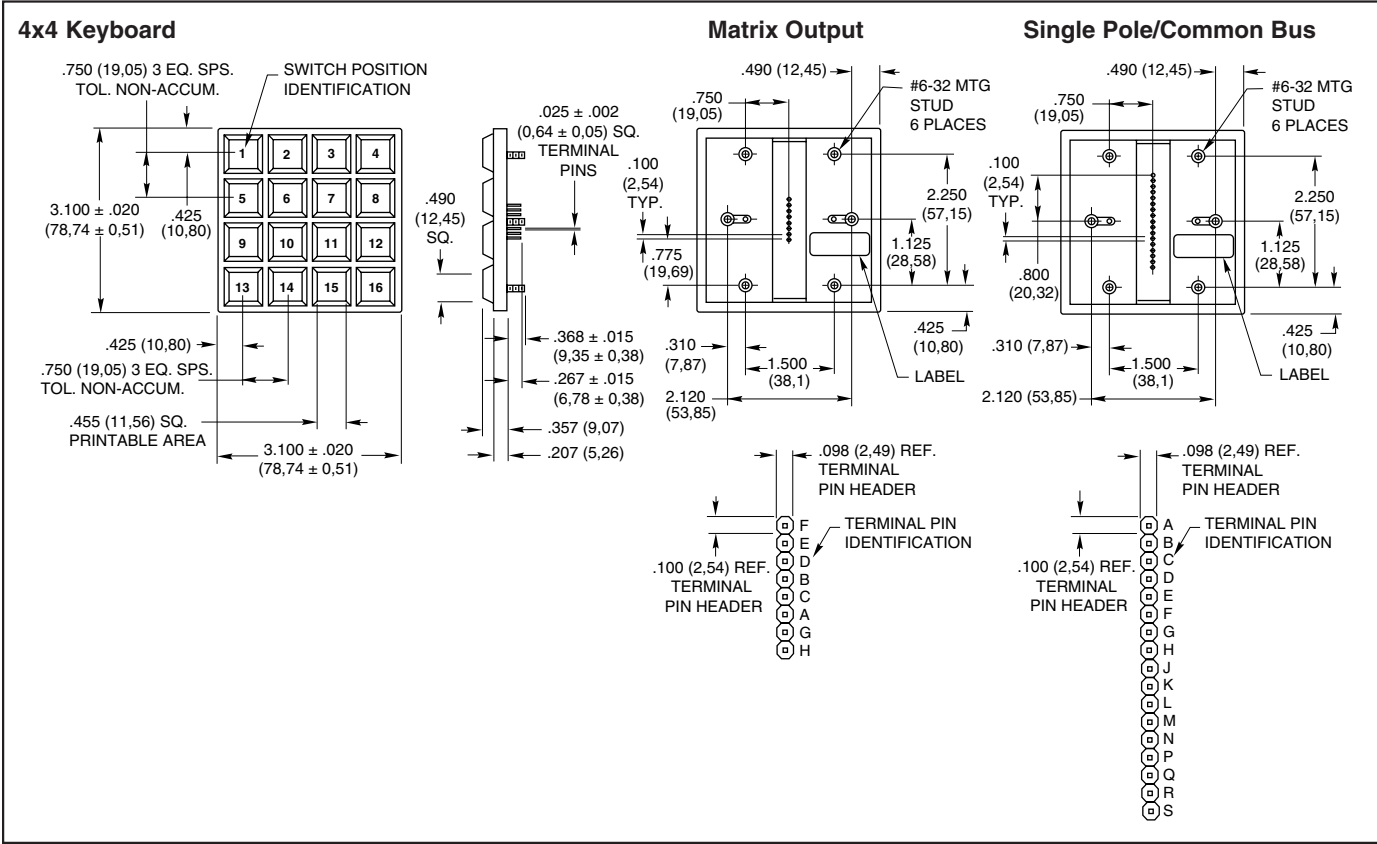 4x4 Keyboard
.750 (19,05) 3 EQ. SPS.
TOL. NON-ACCUM.
SWITCH POSITION
IDENTIFICATION
1 2 3 4
5 6 7 8
9 10 11 12
13 14 15 16
3.100 ± .020
(78,74 ± 0,51)
.425
(10,80)
.425 (10,80)
.750 (19,05) 3 EQ. SPS.
TOL. NON-ACCUM.
.455 (11,56) SQ.
PRINTABLE AREA
3.100 ± .020
(78,74 ± 0,51)
.025 ± .002
(0,64 ± 0,05) SQ.
TERMINAL
PINS
.490
(12,45)
SQ.
.368 ± .015
(9,35 ± 0,38)
.267 ± .015
(6,78 ± 0,38)
.357 (9,07)
.207 (5,26)
Matrix Output
.490 (12,45)
.750
(19,05)
#6-32 MTG
STUD
6 PLACES
.100
(2,54)
TYP.
2.250
(57,15)
1.125
(28,58)
.775
(19,69)
.425
(10,80)
.310
(7,87)
1.500
(38,1)
LABEL
2.120
(53,85)
.098 (2,49) REF.
TERMINAL
PIN HEADER
TERMINAL PIN
IDENTIFICATION
.100 (2,54) REF.
TERMINAL
PIN HEADER
F
E
D
B
C
A
G
H
Single Pole/Common Bus
.490 (12,45)
.750
(19,05)
#6-32 MTG
STUD
6 PLACES
.100
(2,54)
TYP.
2.250
(57,15)
1.125
(28,58)
.800
(20,32)
.425
(10,80)
.310 (7,87)
1.500
(38,1)
LABEL
2.120 (53,85)
.098 (2,49) REF.
TERMINAL
PIN HEADER
TERMINAL PIN
IDENTIFICATION
.100 (2,54) REF.
TERMINAL
PIN HEADER
A
B
C
D
E
F
G
H
J
K
L
M
N
P
Q
R
S